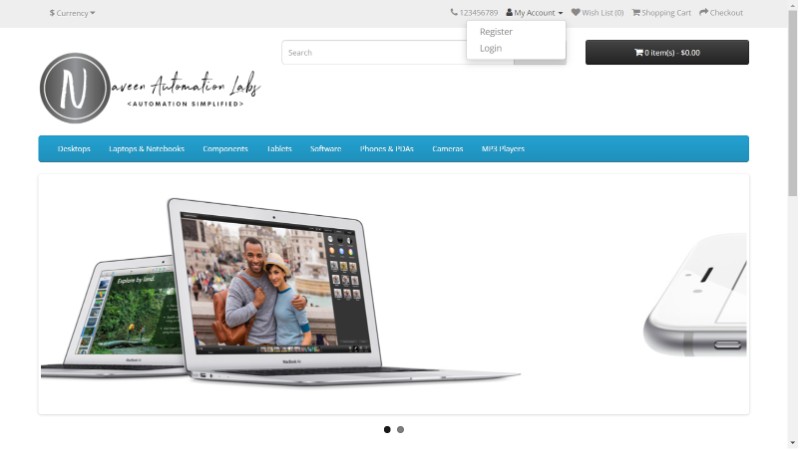 $ Currency
123456789 My Account Wish List (0) Shopping Cart Checkout
Register
Login
Search
0 item(s) - $0.00
N
aveen Automation Labs
<AUTOMATION SIMPLIFIED>
Desktops Laptops & Notebooks Components Tablets Software Phones & PDAs Cameras MP3 Players
Explore by land.
MacBook Air
MacBook Air